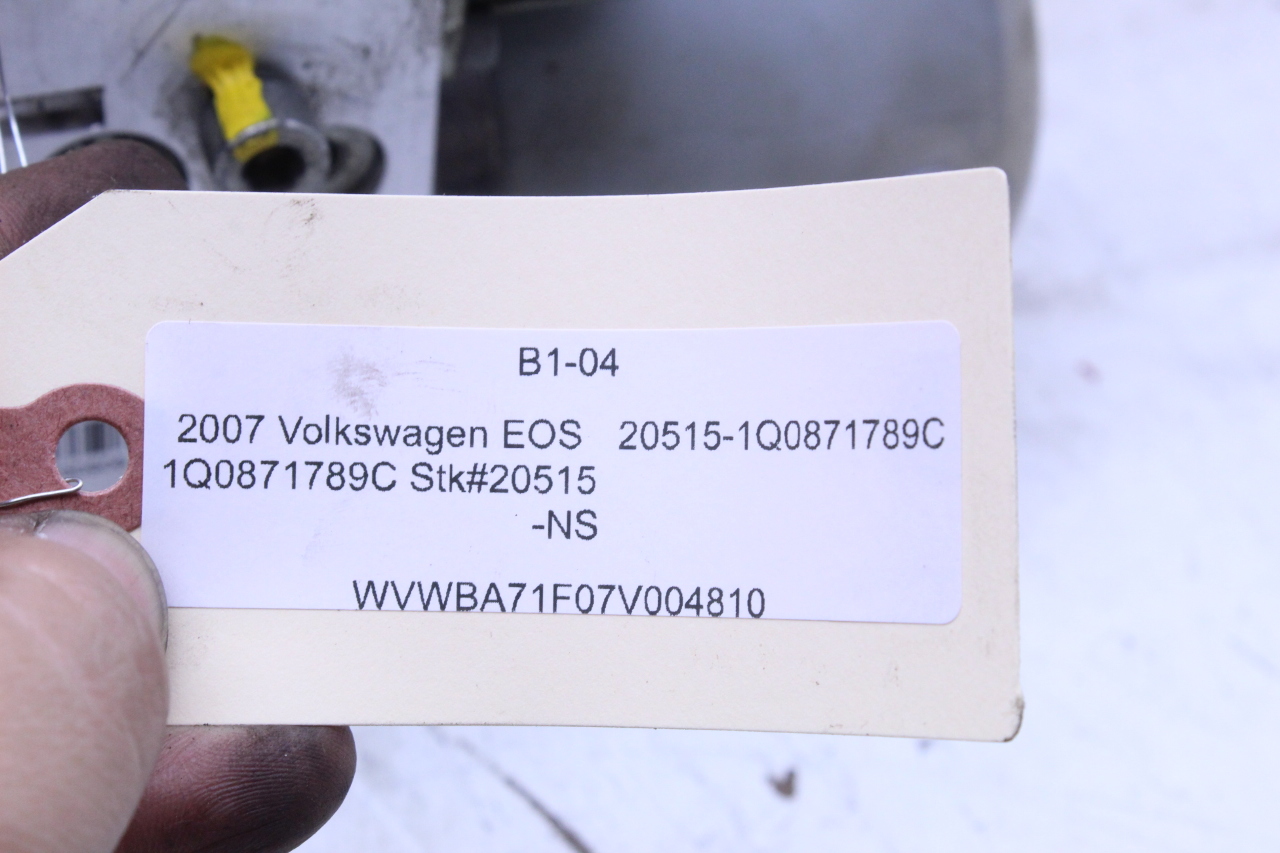 B1-04
2007 Volkswagen EOS 20515-1Q0871789C
1Q0871789C Stk#20515
-NS
WVWBA71F07V004810